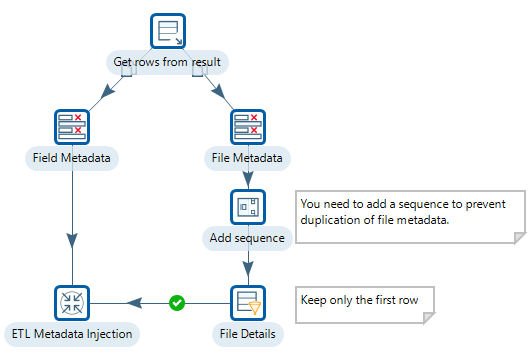 Get rows from result
Field Metadata
File Metadata
You need to add a sequence to prevent
duplication of file metadata.
Add sequence
Keep only the first row
ETL Metadata Injection
File Details